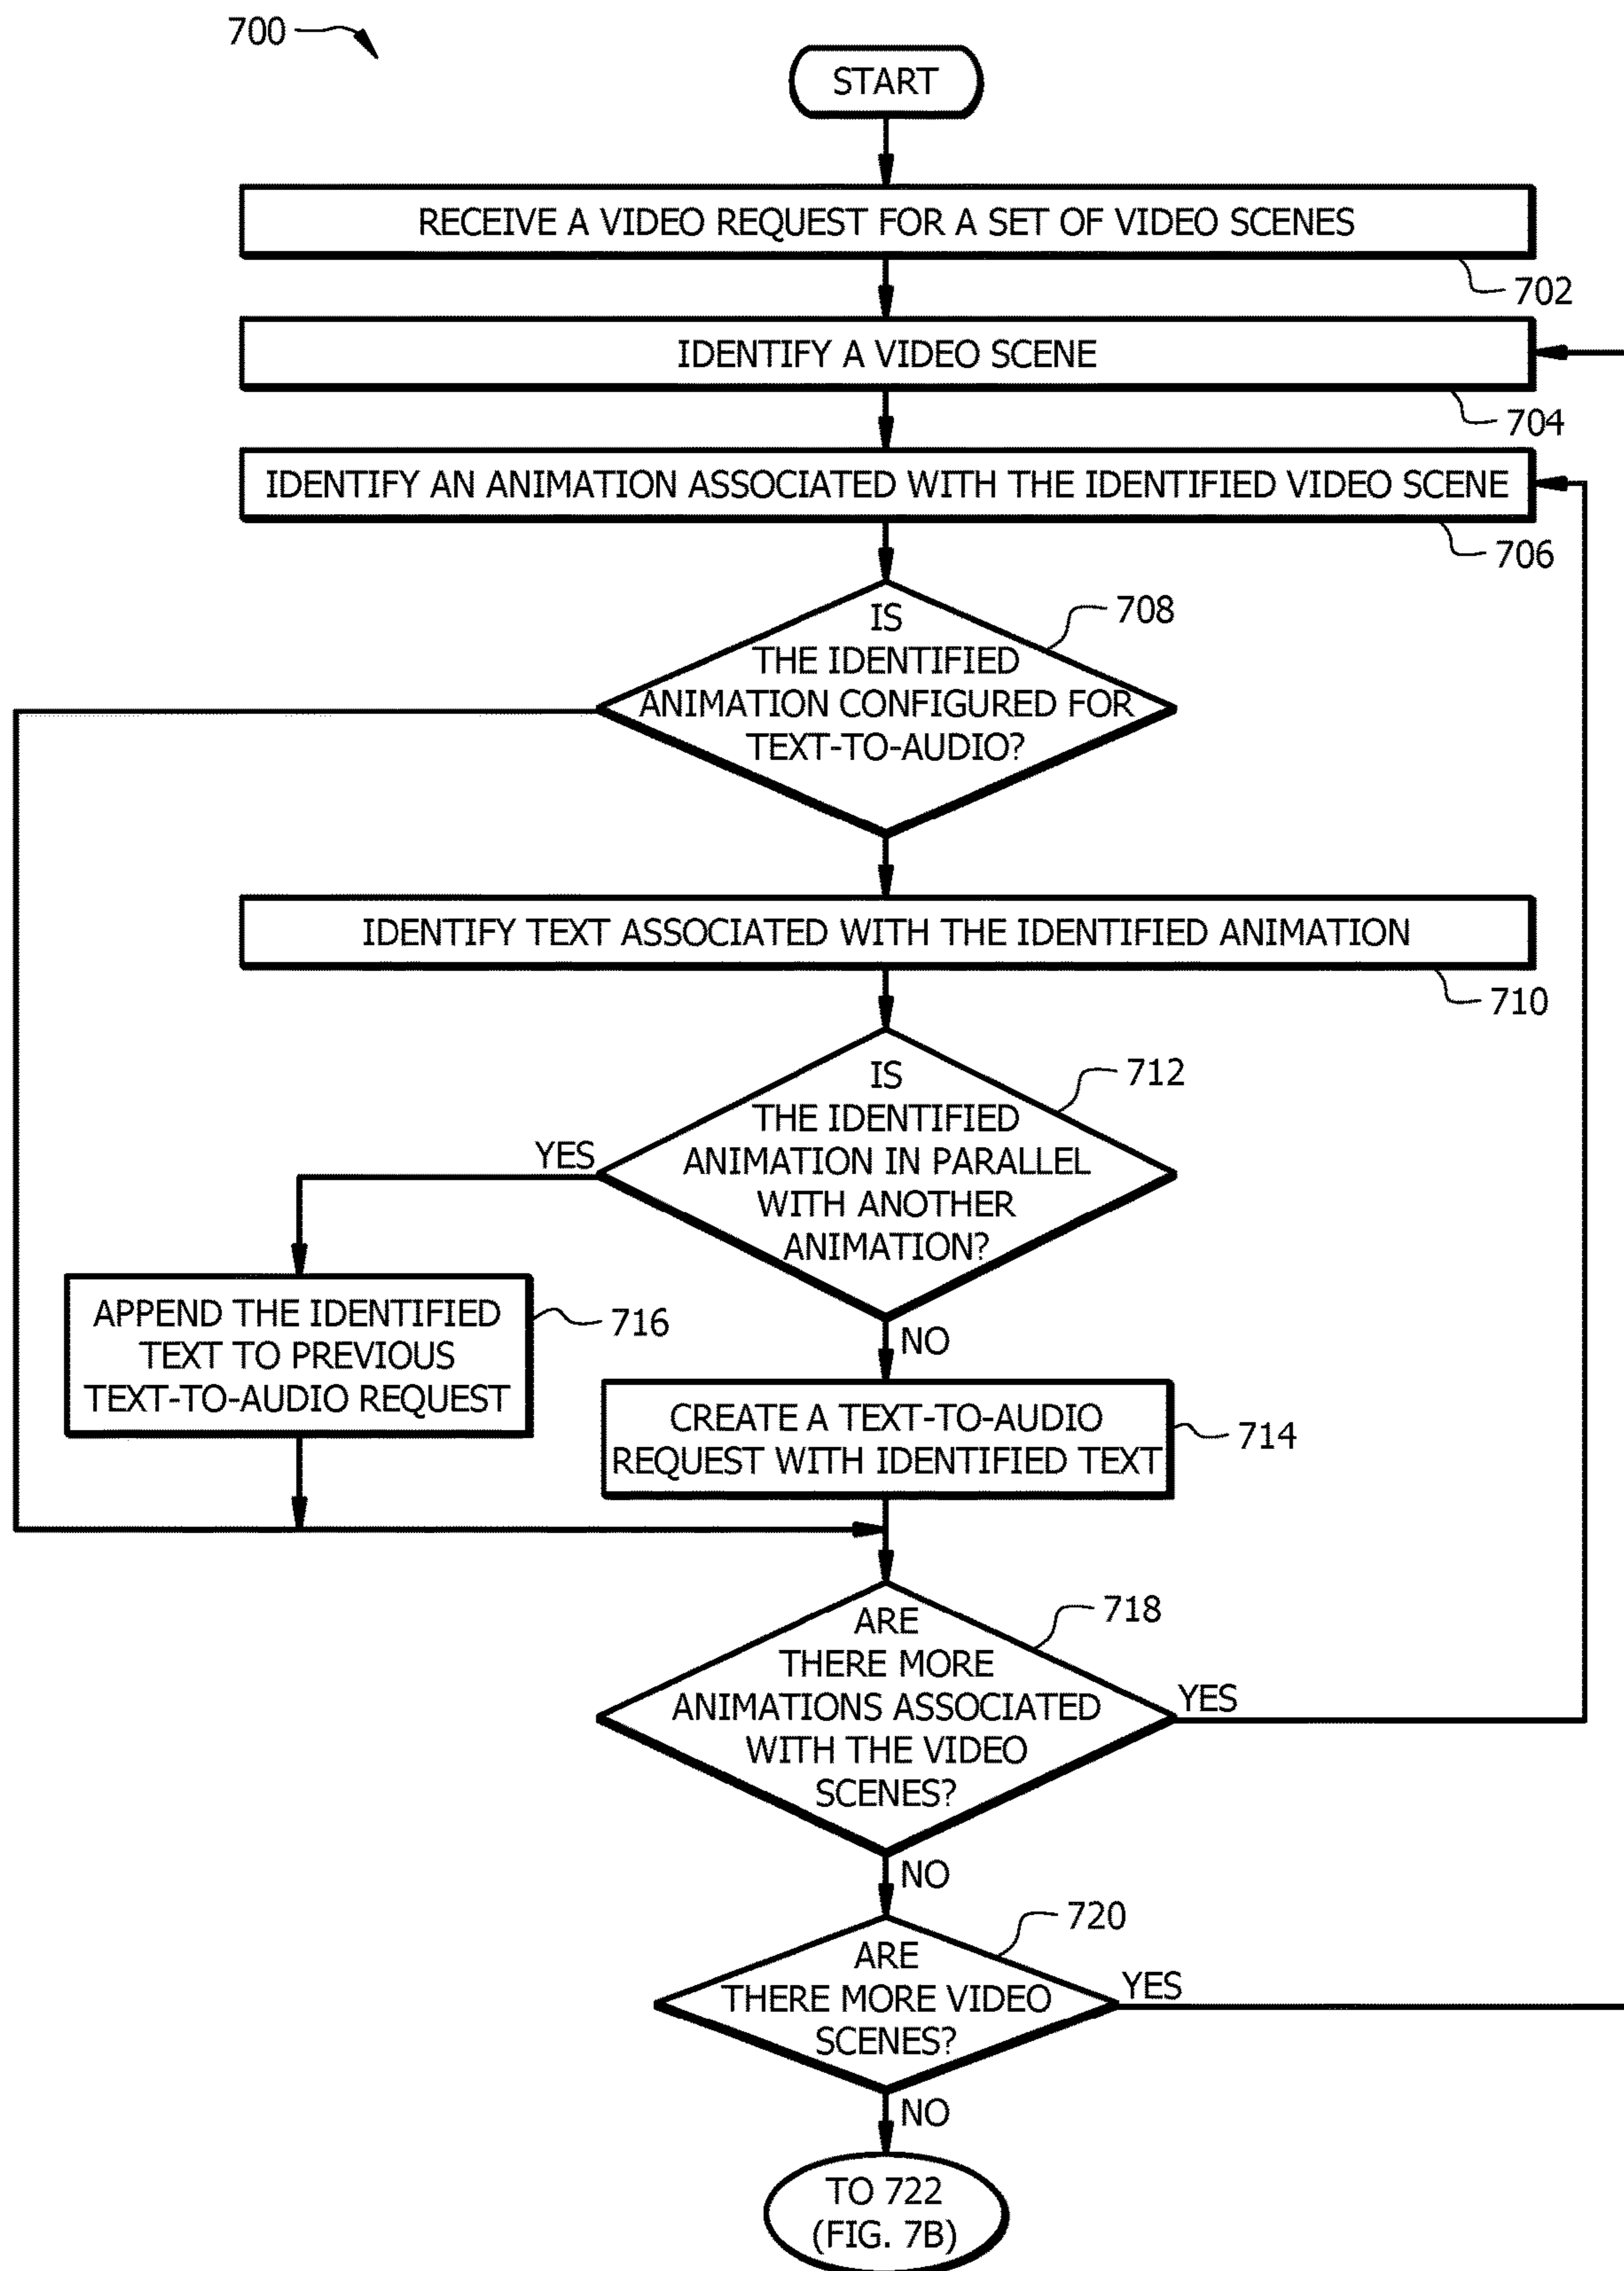 700
START
RECEIVE A VIDEO REQUEST FOR A SET OF VIDEO SCENES
702
IDENTIFY A VIDEO SCENE
704
IDENTIFY AN ANIMATION ASSOCIATED WITH THE IDENTIFIED VIDEO SCENE
706
IS
THE IDENTIFIED
ANIMATION CONFIGURED FOR
TEXT-TO-AUDIO?
708
IDENTIFY TEXT ASSOCIATED WITH THE IDENTIFIED ANIMATION
710
IS
THE IDENTIFIED
ANIMATION IN PARALLEL
WITH ANOTHER
ANIMATION?
712
YES
NO
APPEND THE IDENTIFIED
TEXT TO PREVIOUS
TEXT-TO-AUDIO REQUEST
716
CREATE A TEXT-TO-AUDIO
REQUEST WITH IDENTIFIED TEXT
714
ARE
THERE MORE
ANIMATIONS ASSOCIATED
WITH THE VIDEO
SCENES?
718
YES
NO
ARE
THERE MORE VIDEO
SCENES?
720
YES
NO
TO 722
(FIG. 7B)